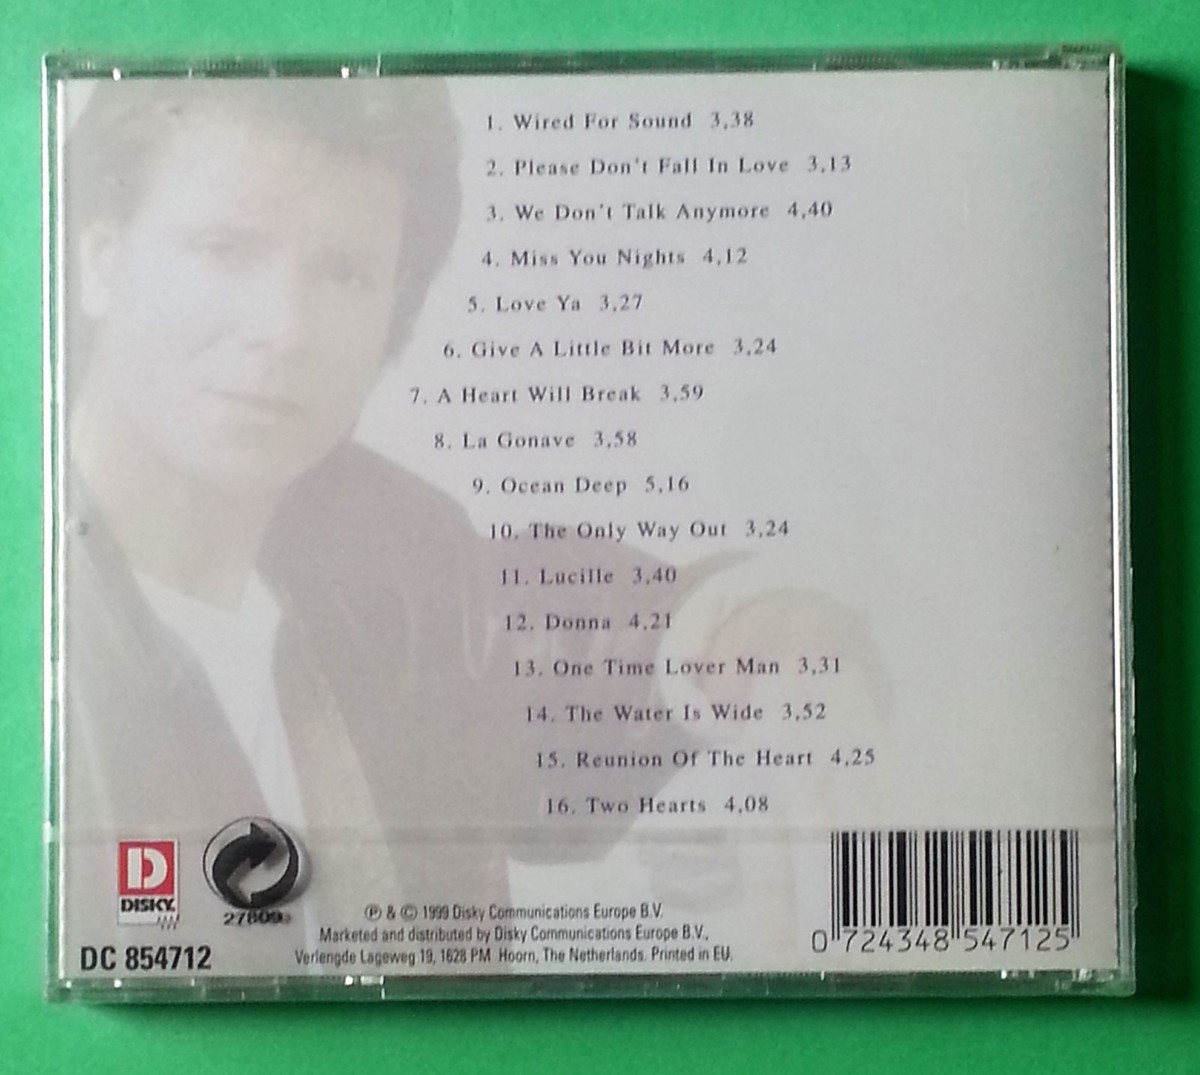 1. Wired For Sound 3,38
2. Please Don't Fall In Love 3,13
3. We Don't Talk Anymore 4,40
4. Miss You Nights 4,12
5. Love Ya 3,27
6. Give A Little Bit More 3,24
7. A Heart Will Break 3,59
8. La Gonave 3,58
9. Ocean Deep 5,16
10. The Only Way Out 3,24
11. Lucille 3,40
12. Donna 4,21
13. One Time Lover Man 3,31
14. The Water Is Wide 3,52
15. Reunion Of The Heart 4,25
16. Two Hearts 4,08
D
DISKY
27809
DC 854712
℗ & © 1999 Disky Communications Europe B.V.
Marketed and distributed by Disky Communications Europe B.V.,
Verlengde Lageweg 19, 1628 PM Hoorn, The Netherlands. Printed in EU.
0 724348 547125